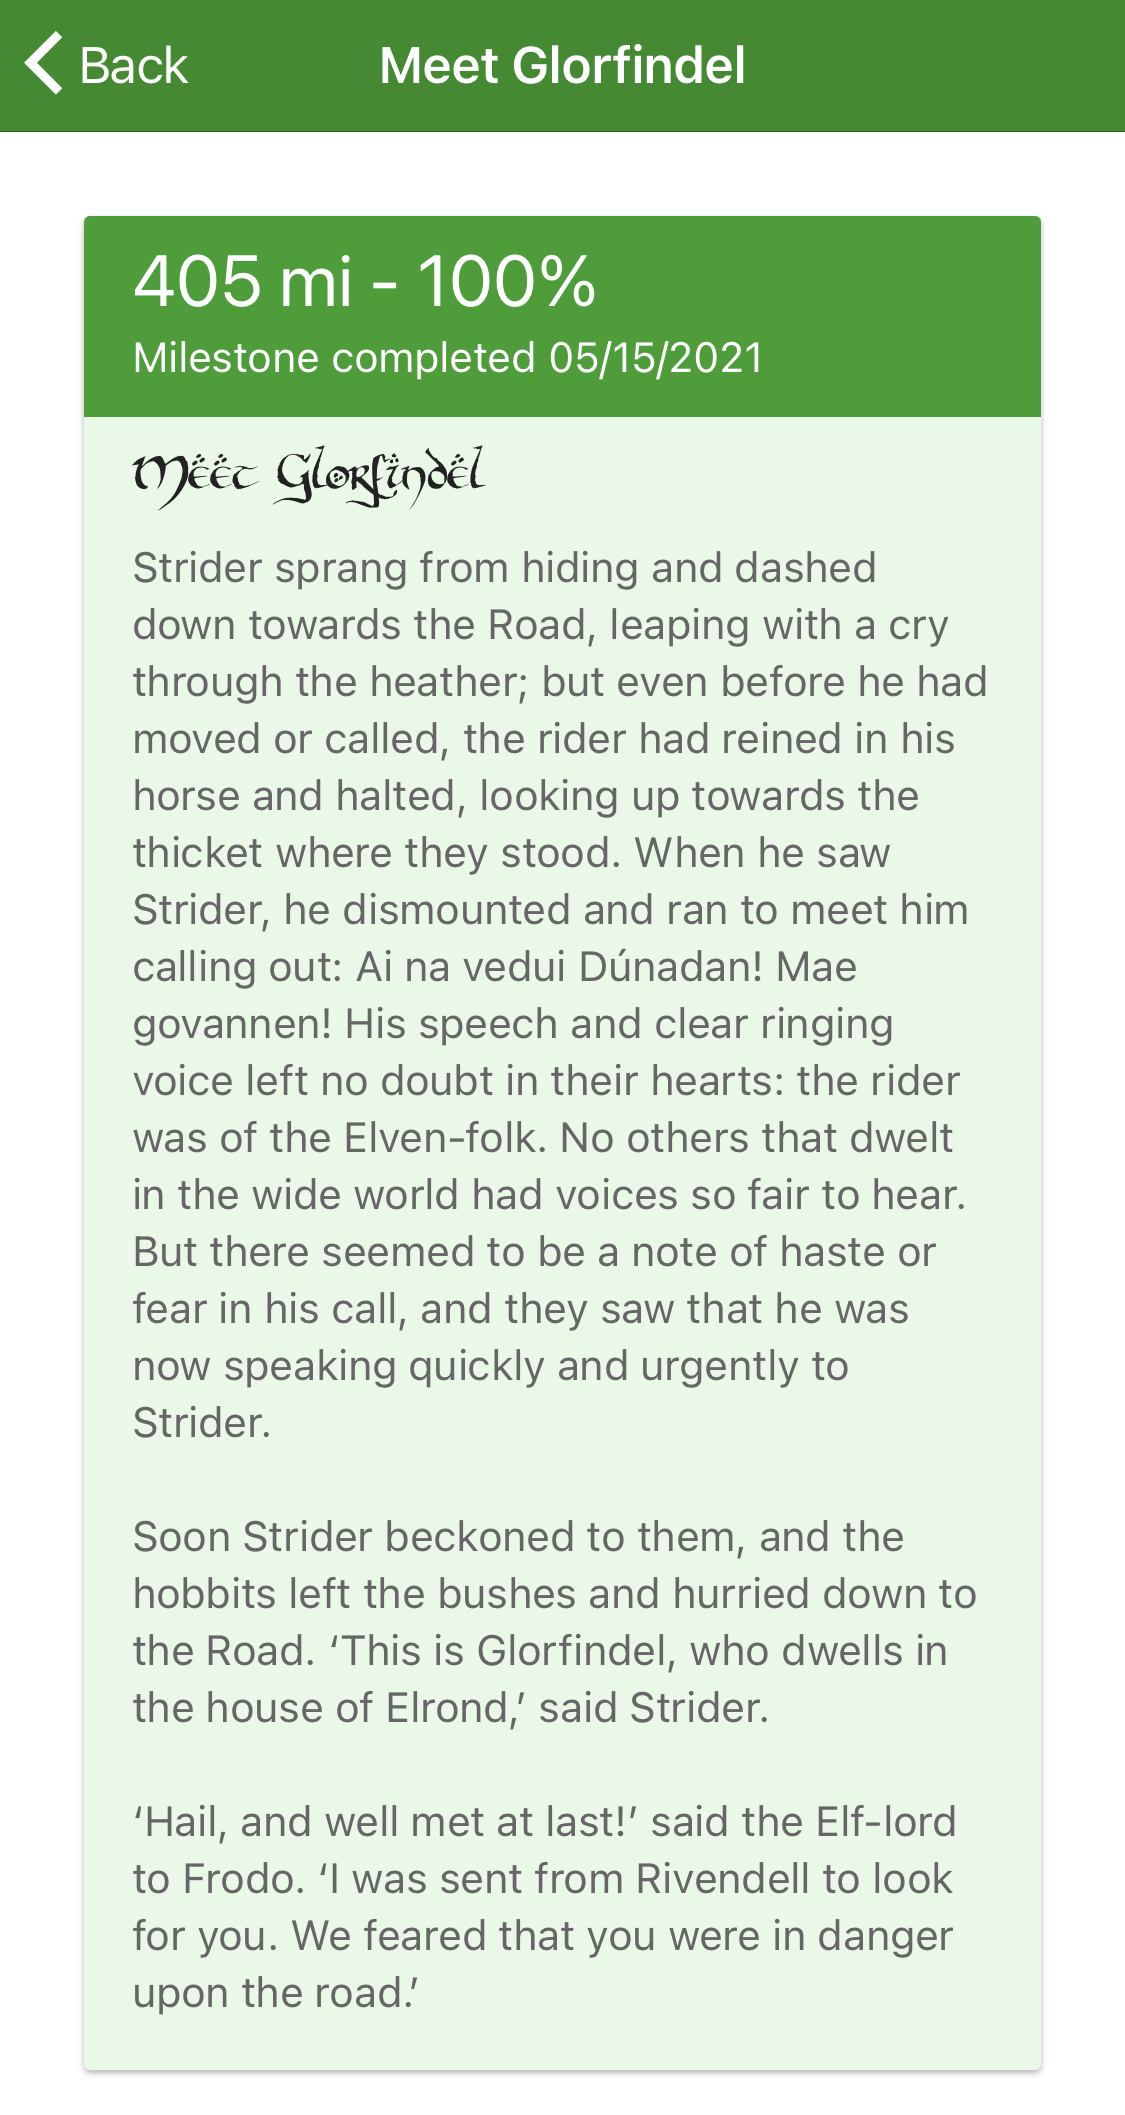 Back
Meet Glorfindel
405 mi - 100%
Milestone completed 05/15/2021
Meet Glorfindel
Strider sprang from hiding and dashed
down towards the Road, leaping with a cry
through the heather; but even before he had
moved or called, the rider had reined in his
horse and halted, looking up towards the
thicket where they stood. When he saw
Strider, he dismounted and ran to meet him
calling out: Ai na vedui Dúnadan! Mae
govannen! His speech and clear ringing
voice left no doubt in their hearts: the rider
was of the Elven-folk. No others that dwelt
in the wide world had voices so fair to hear.
But there seemed to be a note of haste or
fear in his call, and they saw that he was
now speaking quickly and urgently to
Strider.
Soon Strider beckoned to them, and the
hobbits left the bushes and hurried down to
the Road. ‘This is Glorfindel, who dwells in
the house of Elrond,’ said Strider.
‘Hail, and well met at last!’ said the Elf-lord
to Frodo. ‘I was sent from Rivendell to look
for you. We feared that you were in danger
upon the road.’